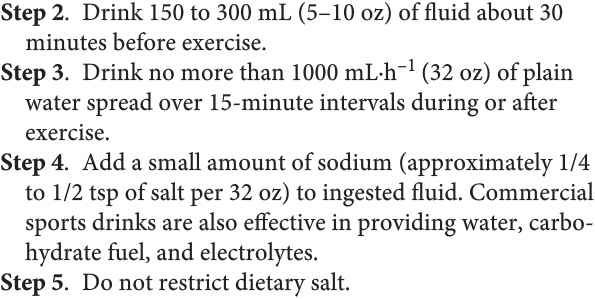 Step 2. Drink 150 to 300 mL (5–10 oz) of fluid about 30
minutes before exercise.
Step 3. Drink no more than 1000 mL·h⁻¹ (32 oz) of plain
water spread over 15-minute intervals during or after
exercise.
Step 4. Add a small amount of sodium (approximately 1/4
to 1/2 tsp of salt per 32 oz) to ingested fluid. Commercial
sports drinks are also effective in providing water, carbo-
hydrate fuel, and electrolytes.
Step 5. Do not restrict dietary salt.